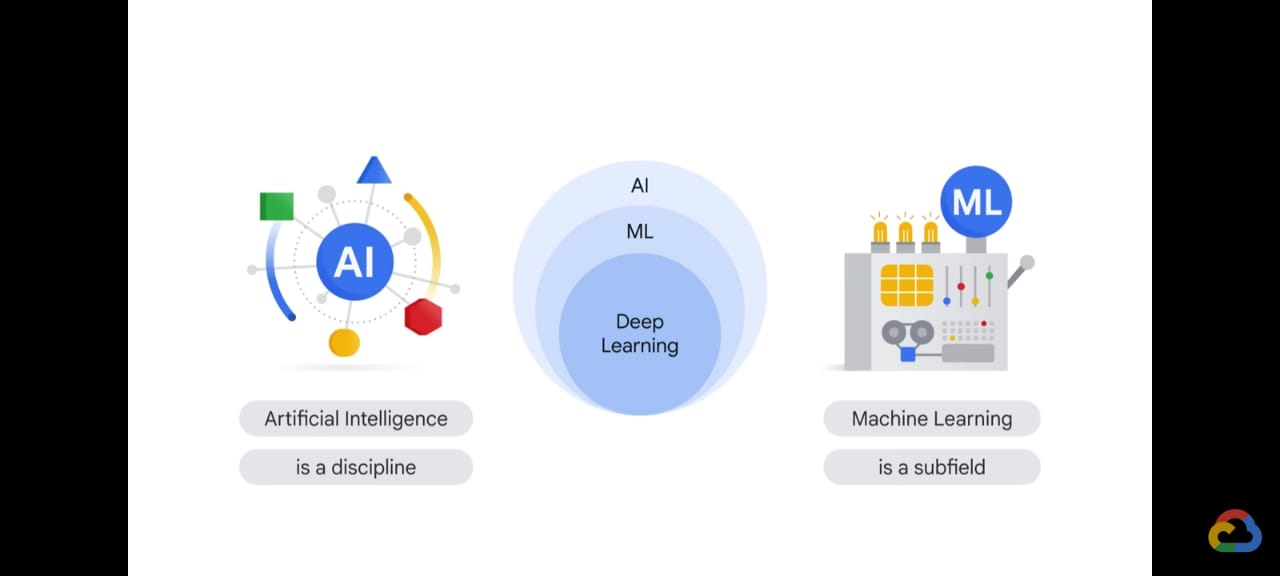 AI
Artificial Intelligence
is a discipline
AI
ML
Deep
Learning
ML
Machine Learning
is a subfield